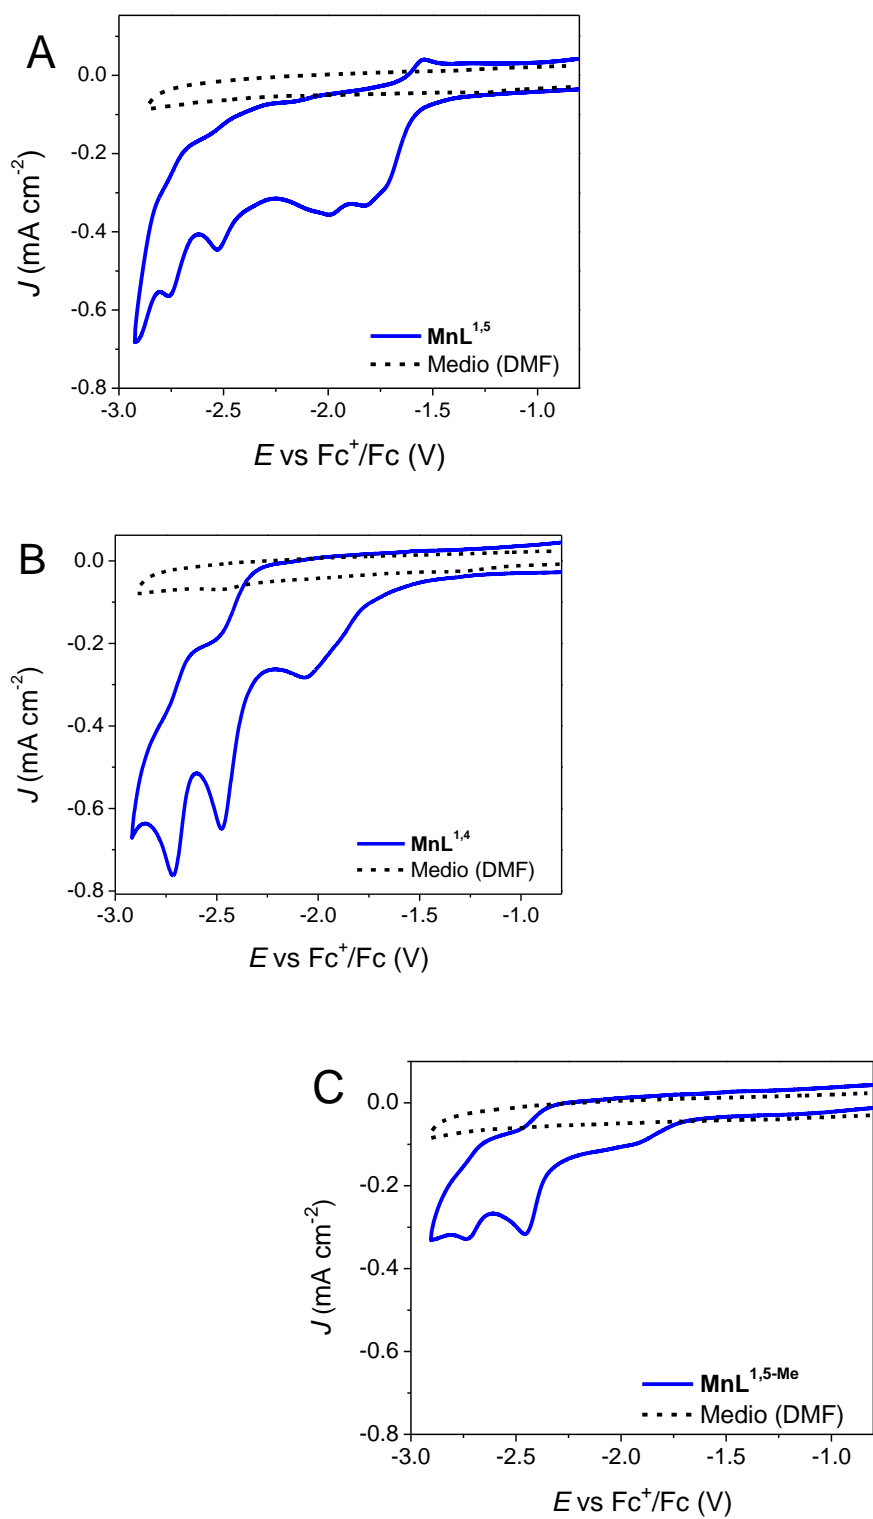 A
0.0
-0.2
-0.4
-0.6
-0.8
J (mA cm⁻²)
MnL¹,⁵
Medio (DMF)
-3.0 -2.5 -2.0 -1.5 -1.0
E vs Fc⁺/Fc (V)
B
0.0
-0.2
-0.4
-0.6
-0.8
J (mA cm⁻²)
MnL¹,⁴
Medio (DMF)
-3.0 -2.5 -2.0 -1.5 -1.0
E vs Fc⁺/Fc (V)
C
0.0
-0.2
-0.4
-0.6
-0.8
J (mA cm⁻²)
MnL¹,⁵⁻ᴹᵉ
Medio (DMF)
-3.0 -2.5 -2.0 -1.5 -1.0
E vs Fc⁺/Fc (V)